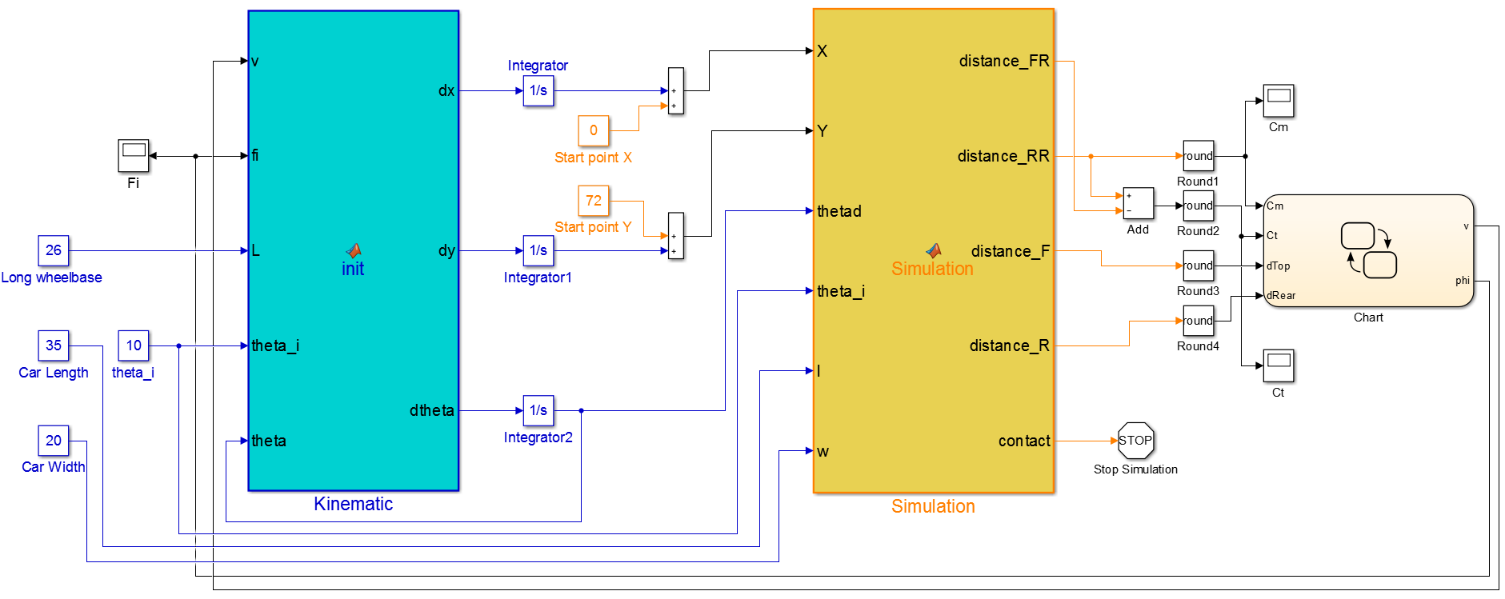 v
fi
L
theta_i
theta
dx
dy
dtheta
init
Kinematic
Fi
26
Long wheelbase
35
Car Length
10
theta_i
20
Car Width
Integrator
1/s
0
Start point X
72
Start point Y
1/s
Integrator1
1/s
Integrator2
+
+
+
+
X
Y
thetad
theta_i
l
w
distance_FR
distance_RR
distance_F
distance_R
contact
Simulation
Simulation
+
−
Add
round
Round1
round
Round2
round
Round3
round
Round4
Cm
Cm
Ct
dTop
dRear
v
phi
Chart
Ct
STOP
Stop Simulation